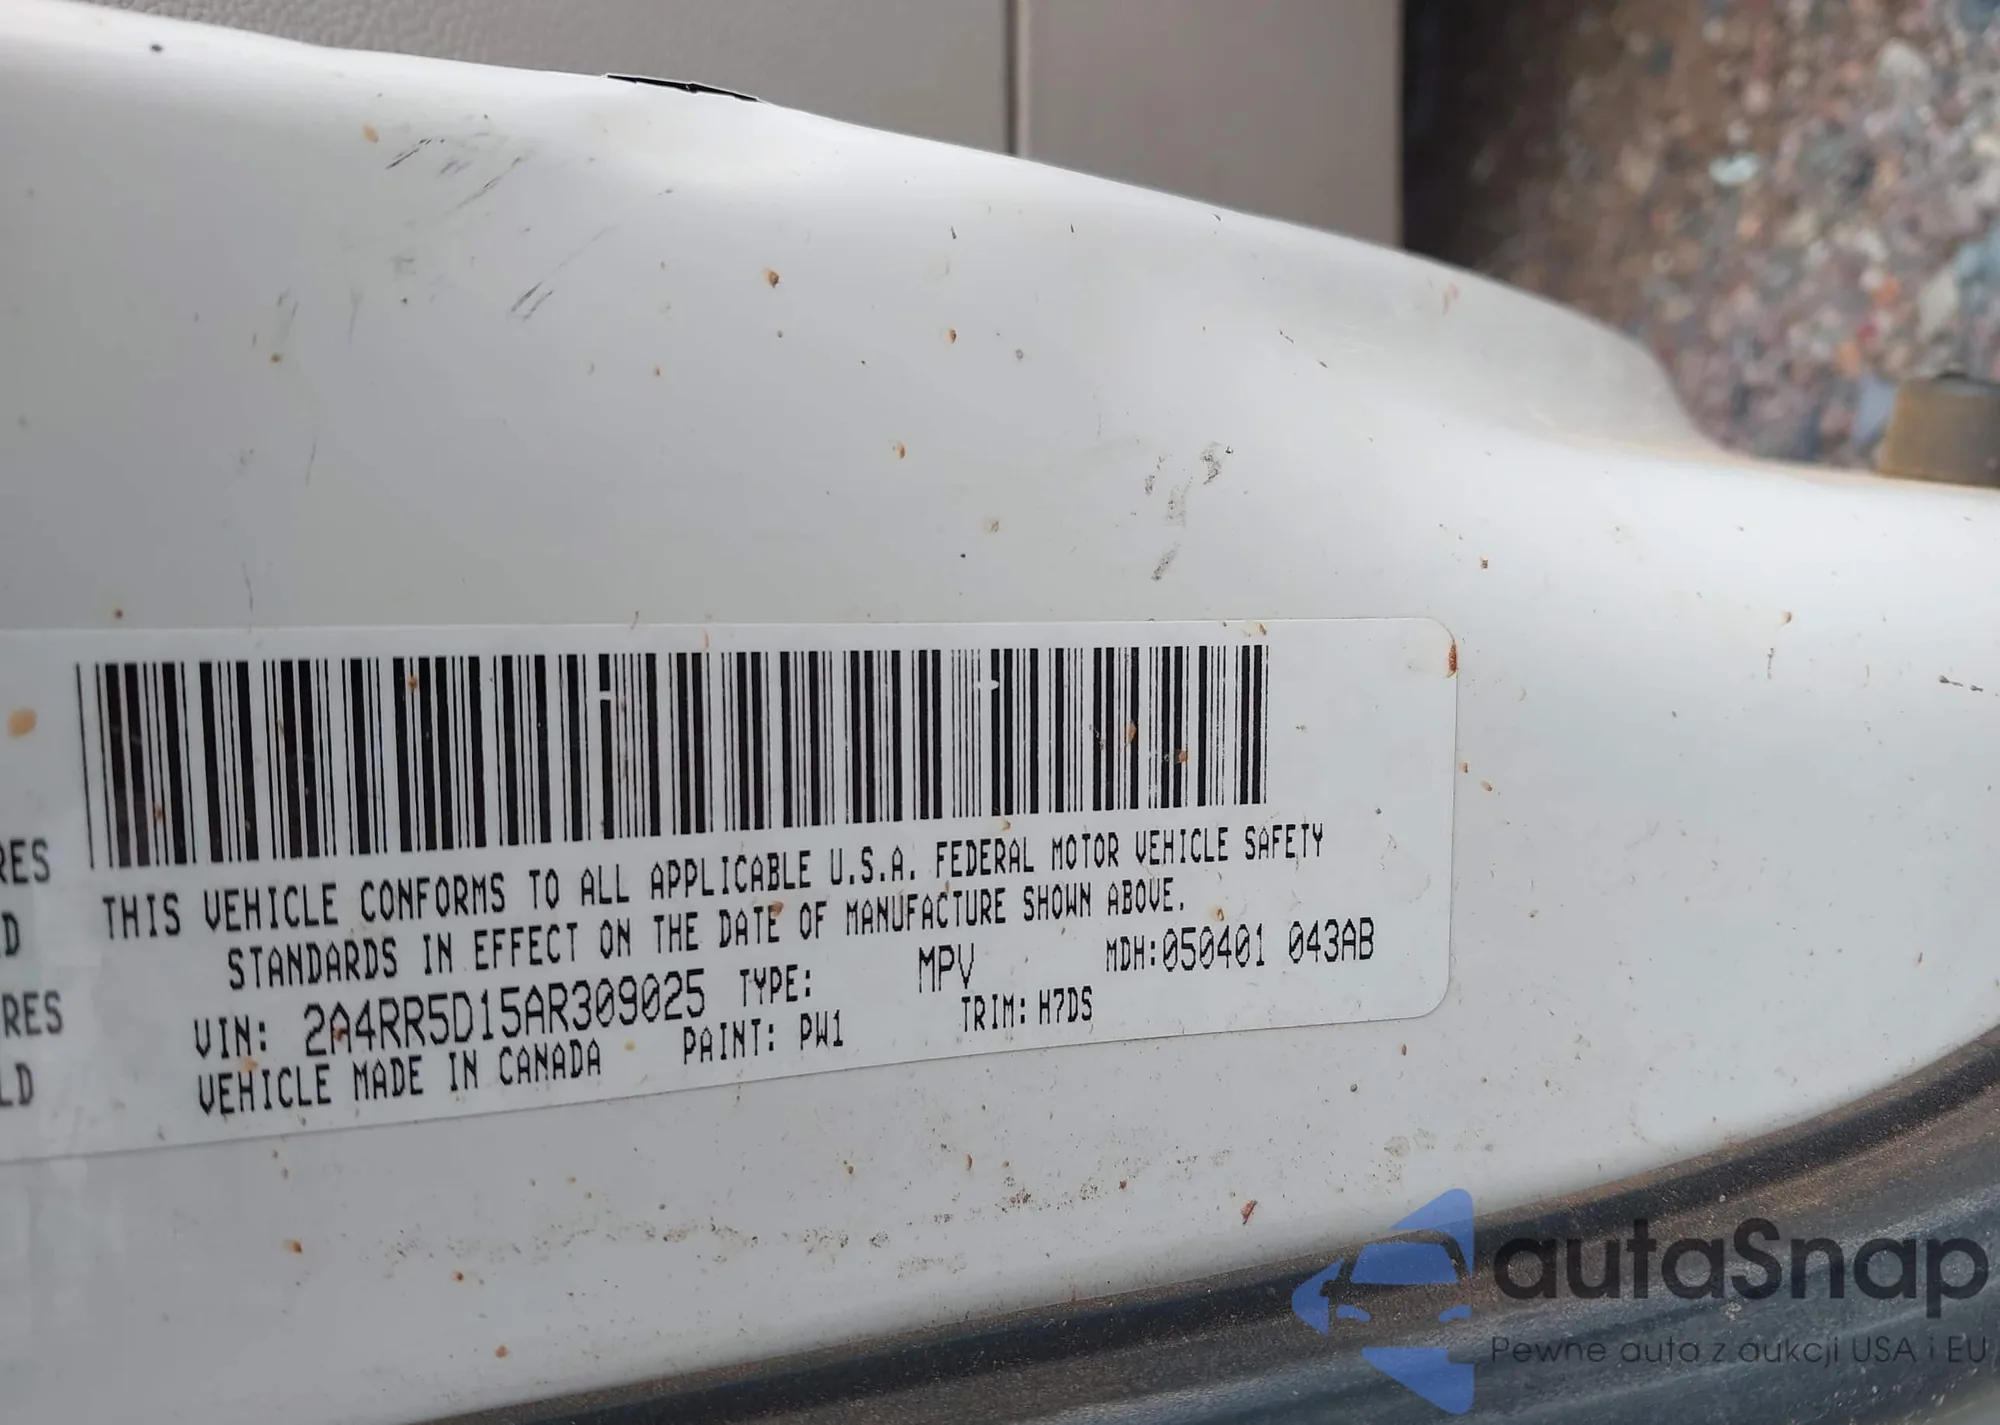 RES
THIS VEHICLE CONFORMS TO ALL APPLICABLE U.S.A. FEDERAL MOTOR VEHICLE SAFETY
D
STANDARDS IN EFFECT ON THE DATE OF MANUFACTURE SHOWN ABOVE.
RES
VIN: 2A4RR5D15AR309025 TYPE: MPV MDH:050401 043AB
LD
VEHICLE MADE IN CANADA PAINT: PW1 TRIM: H7DS
autaSnap
Pewne auta z aukcji USA i EU